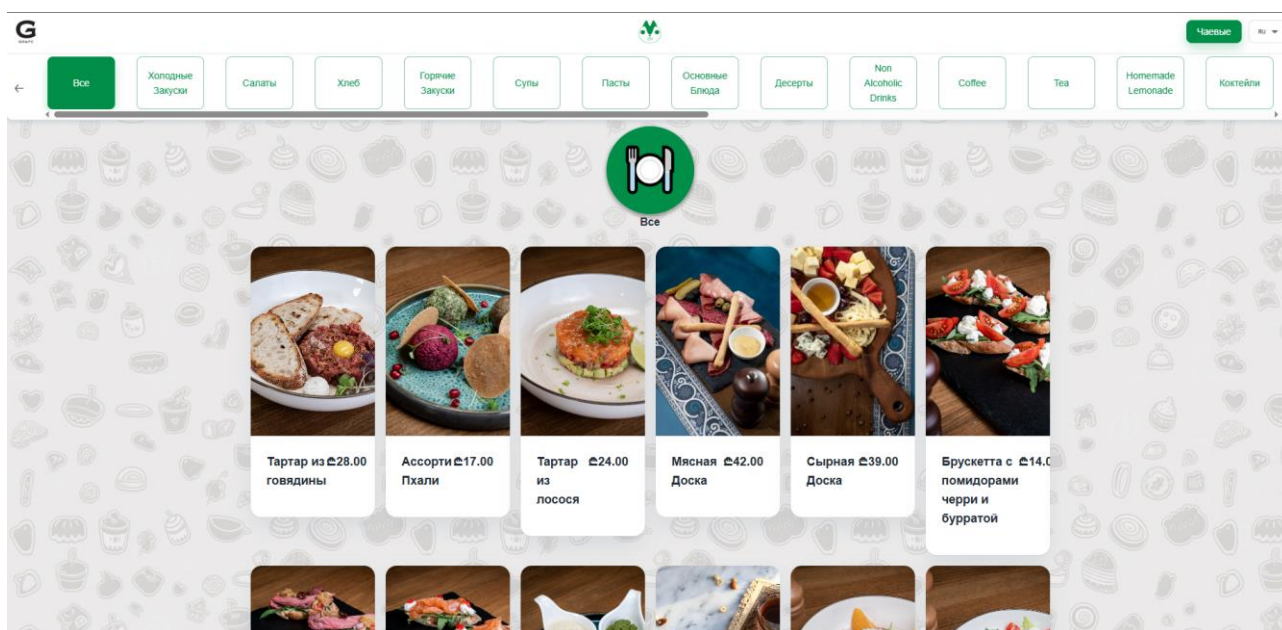 G
Чаевые
RU
Все
Холодные
Закуски
Салаты
Хлеб
Горячие
Закуски
Супы
Пасты
Основные
Блюда
Десерты
Non
Alcoholic
Drinks
Coffee
Tea
Homemade
Lemonade
Коктейли
Все
Тартар из ₾28.00
говядины
Ассорти ₾17.00
Пхали
Тартар ₾24.00
из
лосося
Мясная ₾42.00
Доска
Сырная ₾39.00
Доска
Брускетта с ₾14.0
помидорами
черри и
бурратой